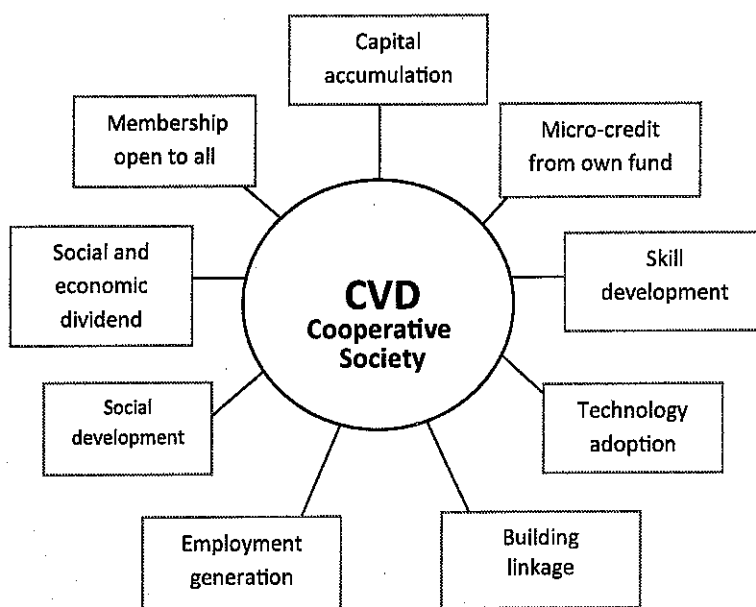 Capital
accumulation
Membership
open to all
Micro-credit
from own fund
Social and
economic
dividend
CVD
Cooperative
Society
Skill
development
Social
development
Technology
adoption
Employment
generation
Building
linkage